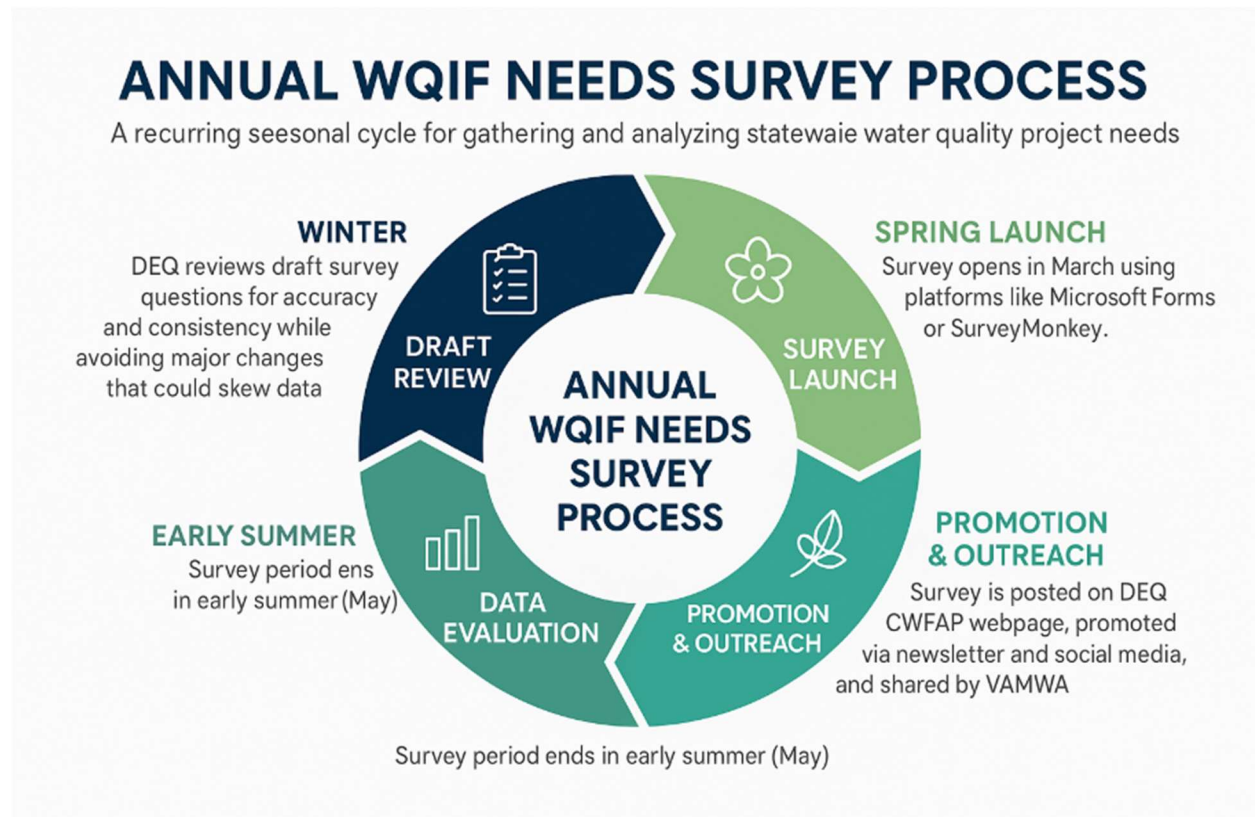 ANNUAL WQIF NEEDS SURVEY PROCESS
A recurring seesonal cycle for gathering and analyzing statewaie water quality project needs
WINTER
DEQ reviews draft survey
questions for accuracy
and consistency while
avoiding major changes
that could skew data
DRAFT
REVIEW
SPRING LAUNCH
Survey opens in March using
platforms like Microsoft Forms
or SurveyMonkey.
SURVEY
LAUNCH
ANNUAL
WQIF NEEDS
SURVEY
PROCESS
EARLY SUMMER
Survey period ens
in early summer (May)
DATA
EVALUATION
PROMOTION
& OUTREACH
PROMOTION
& OUTREACH
Survey is posted on DEQ
CWFAP webpage, promoted
via newsletter and social media,
and shared by VAMWA
Survey period ends in early summer (May)